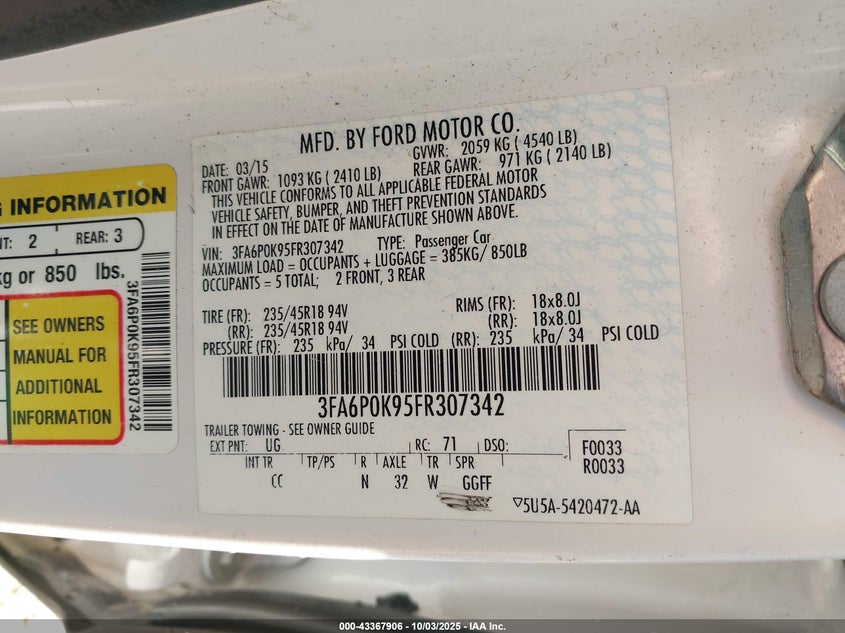 MFD. BY FORD MOTOR CO.
DATE: 03/15 GVWR: 2059 KG ( 4540 LB)
FRONT GAWR: 1093 KG ( 2410 LB) REAR GAWR: 971 KG ( 2140 LB)
THIS VEHICLE CONFORMS TO ALL APPLICABLE FEDERAL MOTOR
VEHICLE SAFETY, BUMPER, AND THEFT PREVENTION STANDARDS
IN EFFECT ON THE DATE OF MANUFACTURE SHOWN ABOVE.
VIN: 3FA6P0K95FR307342 TYPE: Passenger Car
MAXIMUM LOAD = OCCUPANTS + LUGGAGE = 385KG/ 850LB
OCCUPANTS = 5 TOTAL; 2 FRONT, 3 REAR
TIRE (FR): 235/45R18 94V RIMS (FR): 18x8.0J
(RR): 235/45R18 94V (RR): 18x8.0J
PRESSURE (FR): 235 kPa/ 34 PSI COLD (RR): 235 kPa/ 34 PSI COLD
3FA6P0K95FR307342
TRAILER TOWING - SEE OWNER GUIDE
EXT PNT: UG RC: 71 DSO:
INT TR TP/PS R AXLE TR SPR
CC N 32 W GGFF
F0033
R0033
▽5U5A-5420472-AA
INFORMATION
2 REAR: 3
kg or 850 lbs.
SEE OWNERS
MANUAL FOR
ADDITIONAL
INFORMATION
3FA6P0K95FR307342
000-43367906 - 10/03/2025 - IAA Inc.